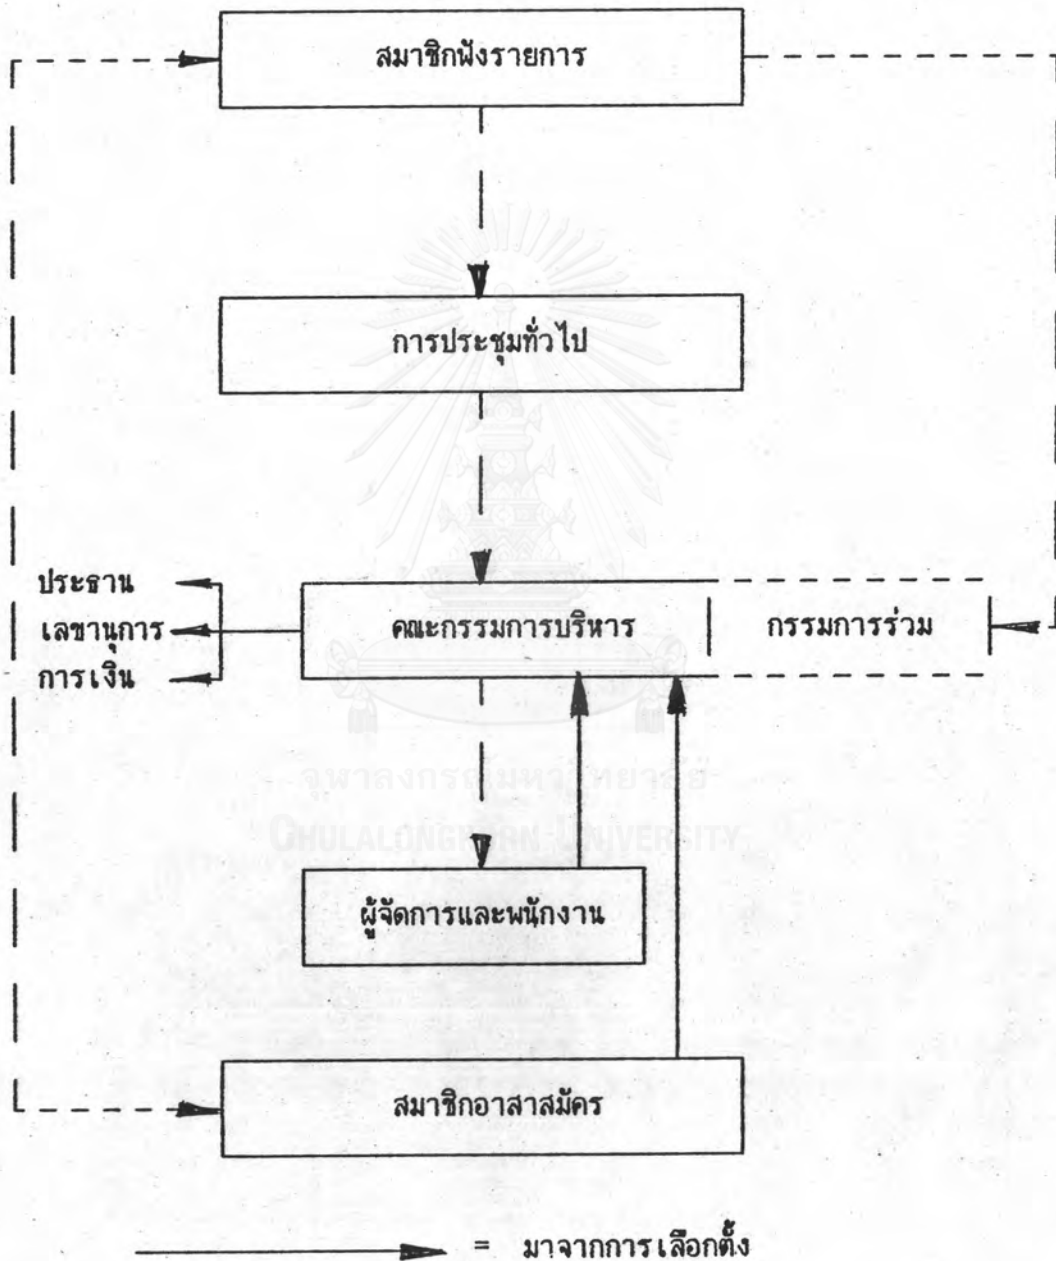 สมาชิกฟังรายการ
การประชุมทั่วไป
ประธาน
เลขานุการ
การเงิน
คณะกรรมการบริหาร
กรรมการร่วม
จุฬาลงกรณ์มหาวิทยาลัย
CHULALONGKORN UNIVERSITY
ผู้จัดการและพนักงาน
สมาชิกอาสาสมัคร
= มาจากการเลือกตั้ง